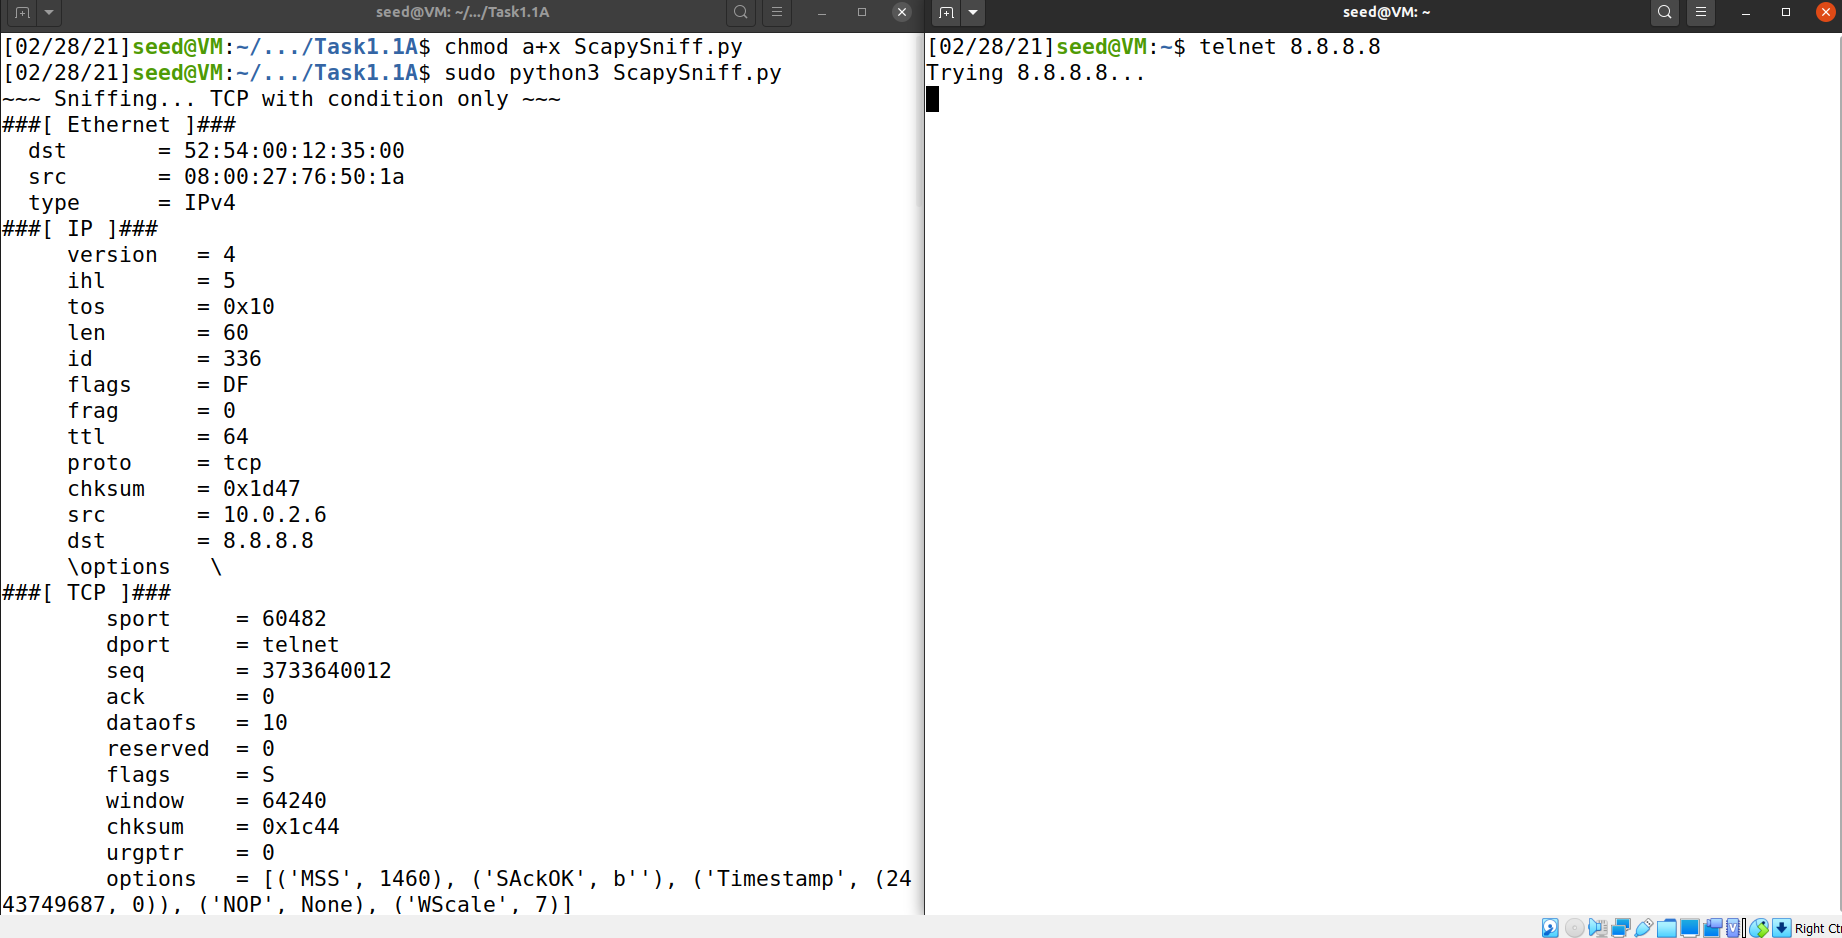 seed@VM: ~/.../Task1.1A
[02/28/21]seed@VM:~/.../Task1.1A$ chmod a+x ScapySniff.py
[02/28/21]seed@VM:~/.../Task1.1A$ sudo python3 ScapySniff.py
~~~ Sniffing... TCP with condition only ~~~
###[ Ethernet ]###
  dst       = 52:54:00:12:35:00
  src       = 08:00:27:76:50:1a
  type      = IPv4
###[ IP ]###
     version   = 4
     ihl       = 5
     tos       = 0x10
     len       = 60
     id        = 336
     flags     = DF
     frag      = 0
     ttl       = 64
     proto     = tcp
     chksum    = 0x1d47
     src       = 10.0.2.6
     dst       = 8.8.8.8
     \options   \
###[ TCP ]###
        sport     = 60482
        dport     = telnet
        seq       = 3733640012
        ack       = 0
        dataofs   = 10
        reserved  = 0
        flags     = S
        window    = 64240
        chksum    = 0x1c44
        urgptr    = 0
        options   = [('MSS', 1460), ('SAckOK', b''), ('Timestamp', (24
43749687, 0)), ('NOP', None), ('WScale', 7)]
seed@VM: ~
[02/28/21]seed@VM:~$ telnet 8.8.8.8
Trying 8.8.8.8...
Right Ct